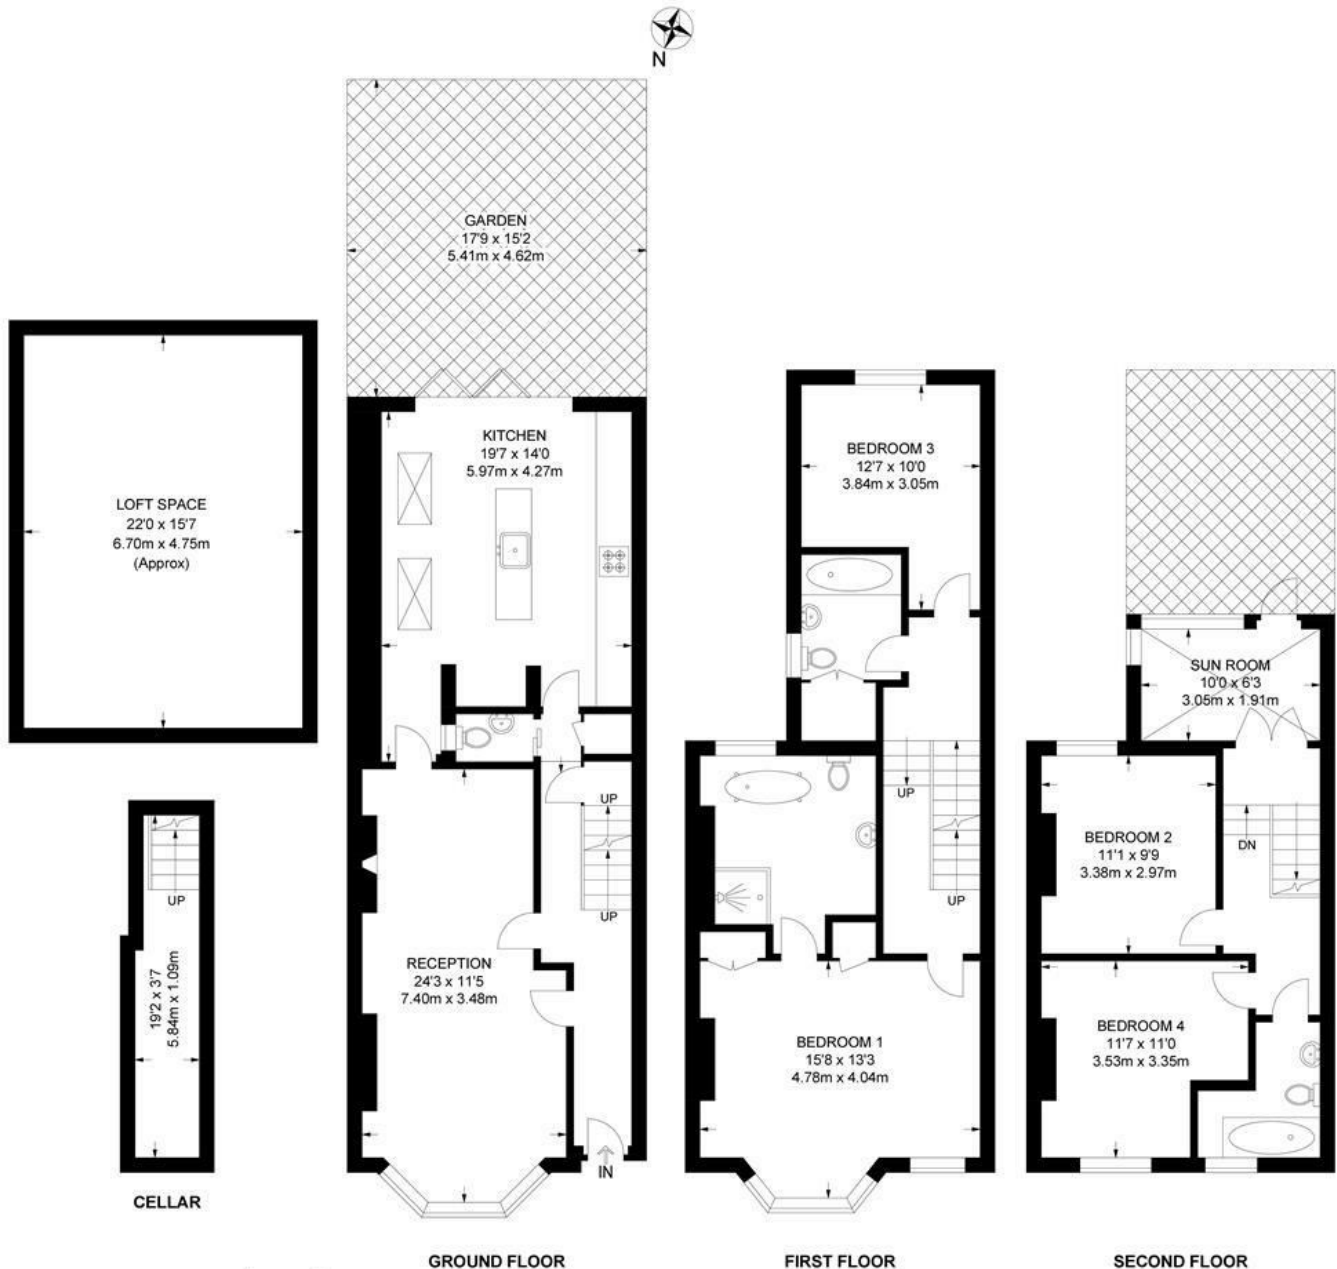 N
GARDEN
17'9 x 15'2
5.41m x 4.62m
LOFT SPACE
22'0 x 15'7
6.70m x 4.75m
(Approx)
UP
19'2 x 3'7
5.84m x 1.09m
CELLAR
KITCHEN
19'7 x 14'0
5.97m x 4.27m
UP
UP
RECEPTION
24'3 x 11'5
7.40m x 3.48m
IN
GROUND FLOOR
BEDROOM 3
12'7 x 10'0
3.84m x 3.05m
UP
UP
BEDROOM 1
15'8 x 13'3
4.78m x 4.04m
FIRST FLOOR
SUN ROOM
10'0 x 6'3
3.05m x 1.91m
BEDROOM 2
11'1 x 9'9
3.38m x 2.97m
DN
BEDROOM 4
11'7 x 11'0
3.53m x 3.35m
SECOND FLOOR